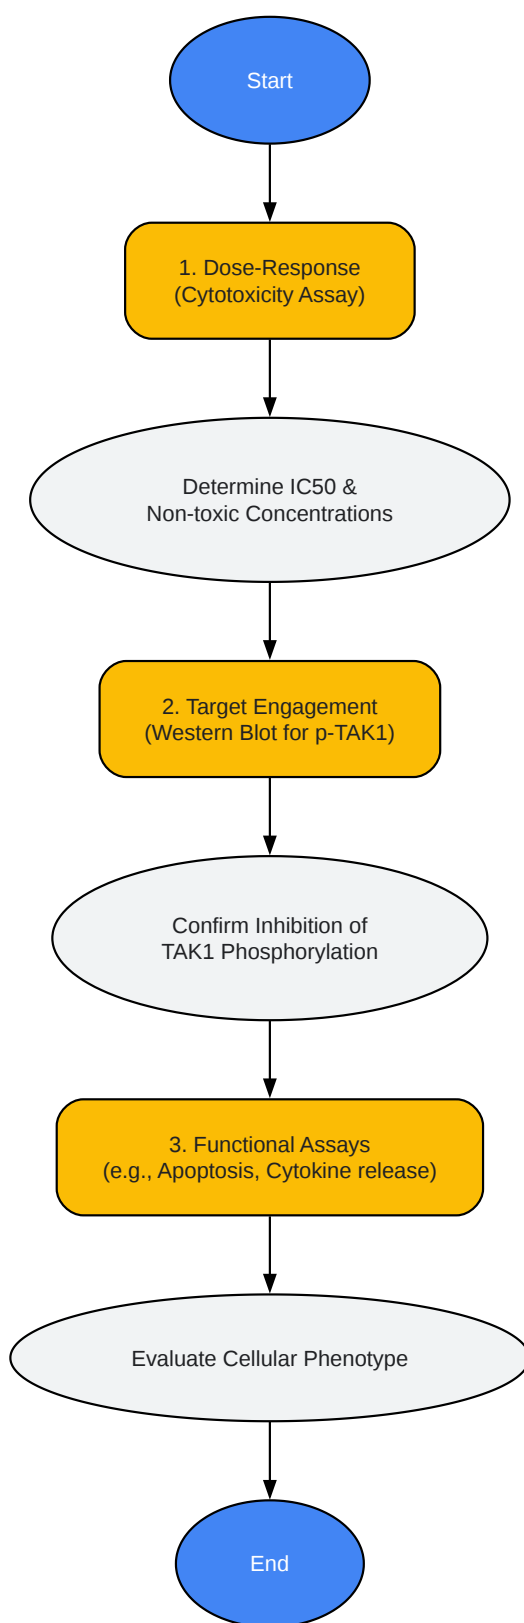 Start
1. Dose-Response
(Cytotoxicity Assay)
Determine IC50 &
Non-toxic Concentrations
2. Target Engagement
(Western Blot for p-TAK1)
Confirm Inhibition of
TAK1 Phosphorylation
3. Functional Assays
(e.g., Apoptosis, Cytokine release)
Evaluate Cellular Phenotype
End